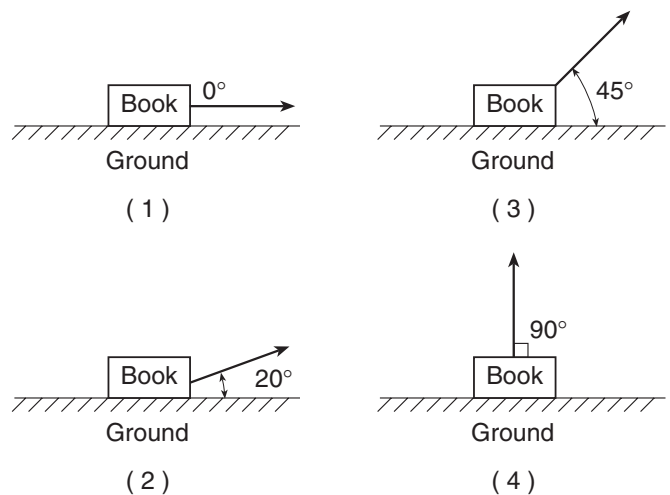 Book
0°
Ground
( 1 )
Book
20°
Ground
( 2 )
Book
45°
Ground
( 3 )
90°
Book
Ground
( 4 )